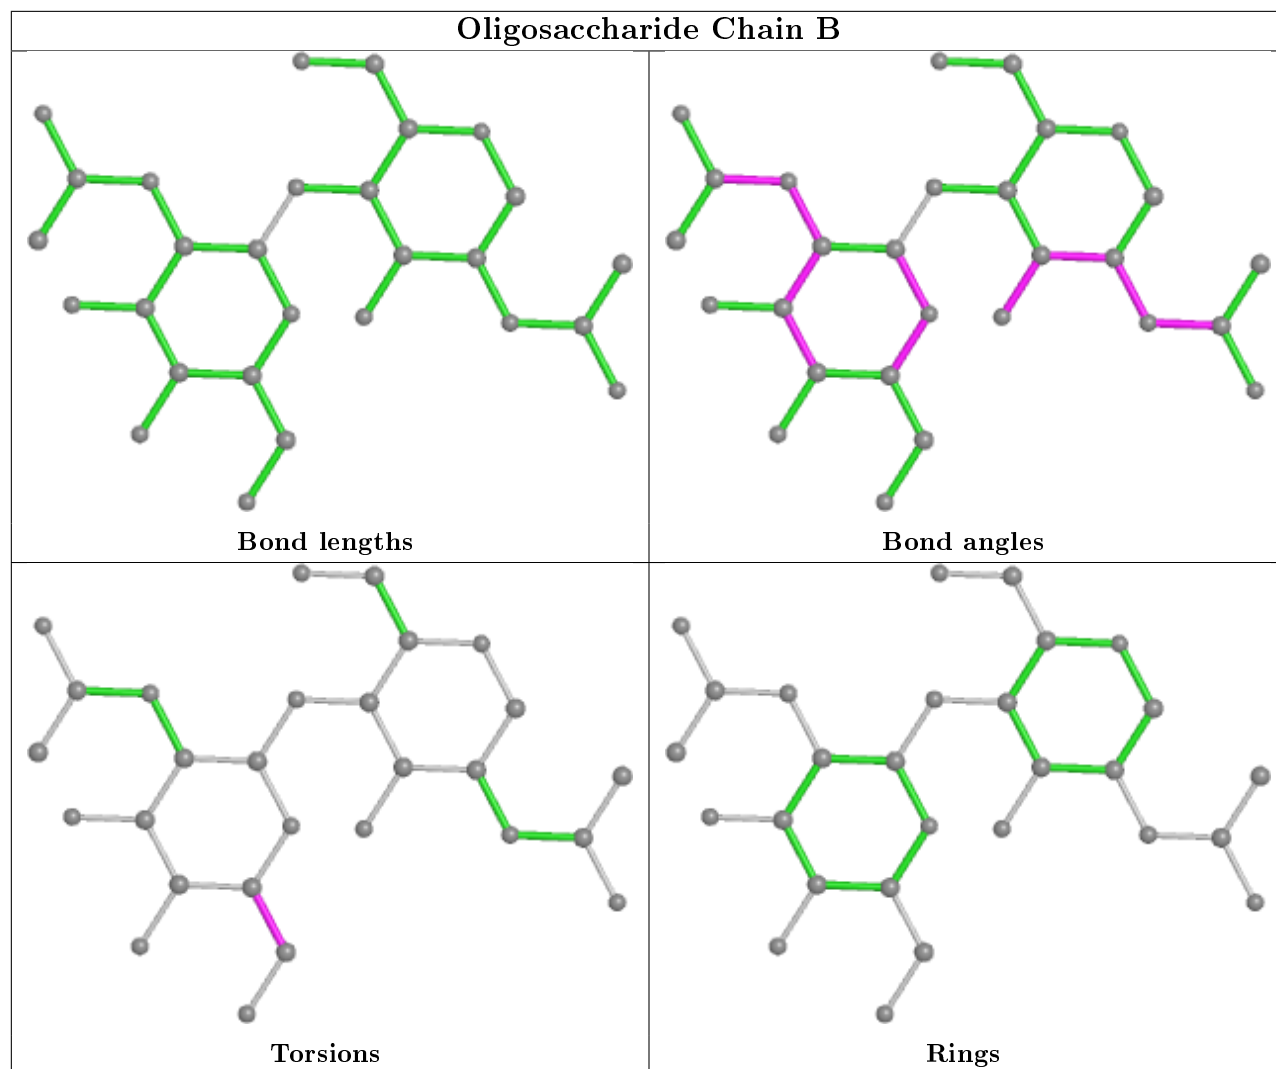 Oligosaccharide Chain B
Bond lengths
Bond angles
Torsions
Rings